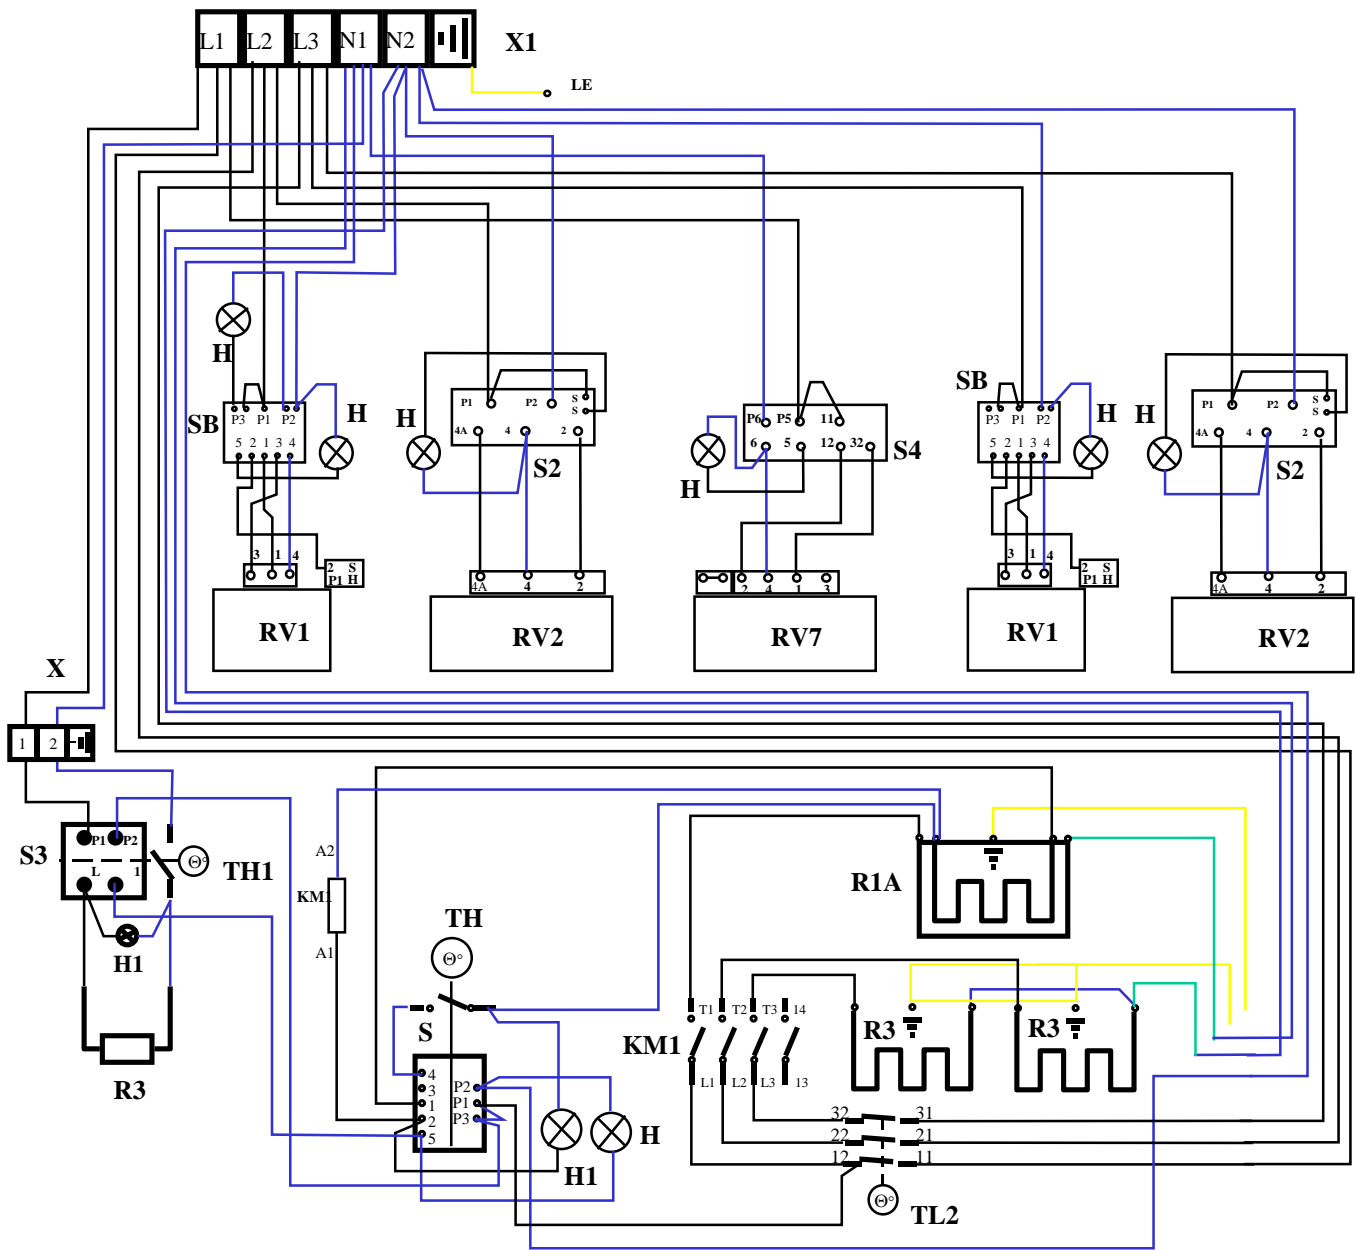 L1 L2 L3 N1 N2
X1
LE
H
SB
P3 P1 P2
5 2 1 3 4
H
3 1 4
2 S
P1 H
RV1
H
P1 P2 S
S
4A 4 2
S2
4A 4 2
RV2
P6 P5 11
6 5 12 32
S4
H
2 4 1 3
RV7
SB
P3 P1 P2
5 2 1 3 4
H
3 1 4
2 S
P1 H
RV1
H
P1 P2 S
S
4A 4 2
S2
4A 4 2
RV2
X
1 2
S3
P1 P2
L 1
Θ°
TH1
H1
R3
A2
KM1
A1
TH
Θ°
S
4
3
1
2
5
P2
P1
P3
H1
H
R1A
KM1
T1 T2 T3 14
L1 L2 L3 13
R3
R3
32 31
22 21
12 11
Θ°
TL2